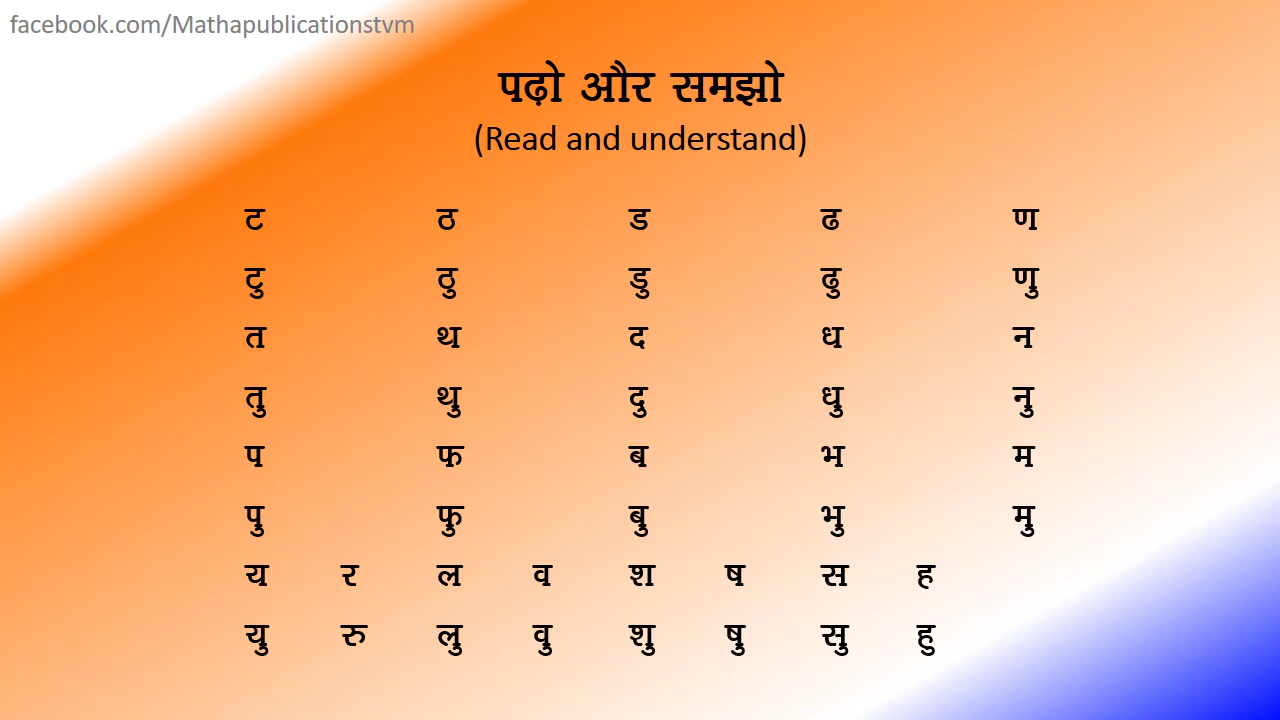 facebook.com/Mathapublicationstvm
पढ़ो और समझो
(Read and understand)
ट ठ ड ढ ण
टु ठु डु ढु णु
त थ द ध न
तु थु दु धु नु
प फ ब भ म
पु फु बु भु मु
य र ल व श ष स ह
यु रु लु वु शु षु सु हु